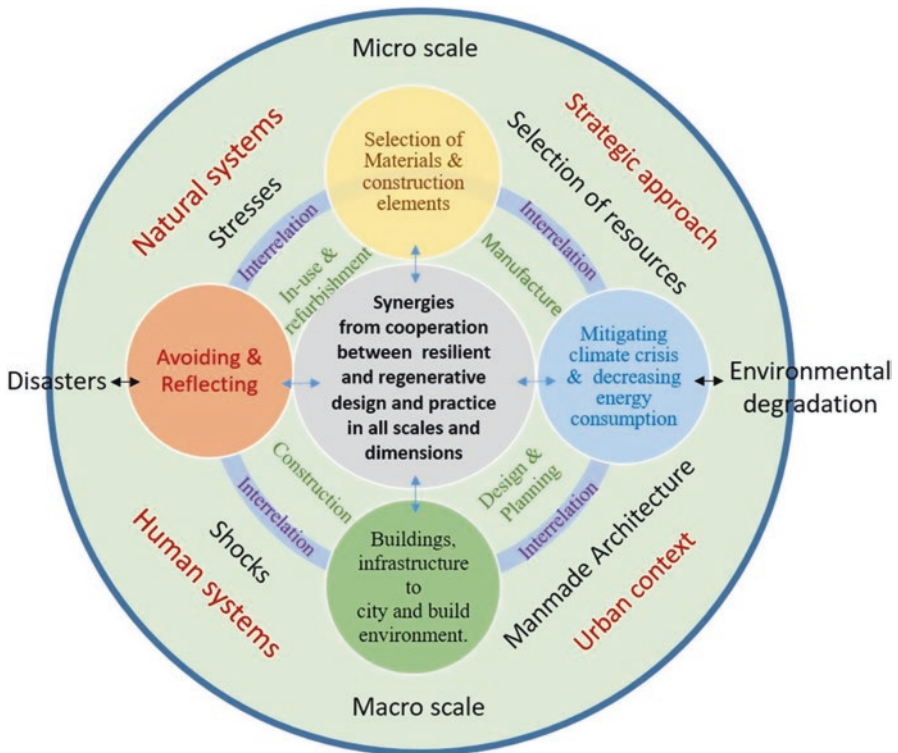 Micro scale
Natural systems
Stresses
Strategic approach
Selection of resources
Selection of
Materials &
construction
elements
Interrelation
Interrelation
In-use &
refurbishment
Manufacture
Disasters
Avoiding &
Reflecting
Synergies
from cooperation
between resilient
and regenerative
design and practice
in all scales and
dimensions
Mitigating
climate crisis
& decreasing
energy
consumption
Environmental
degradation
Construction
Design &
Planning
Interrelation
Interrelation
Shocks
Human systems
Buildings,
infrastructure
to
city and build
environment.
Manmade Architecture
Urban context
Macro scale